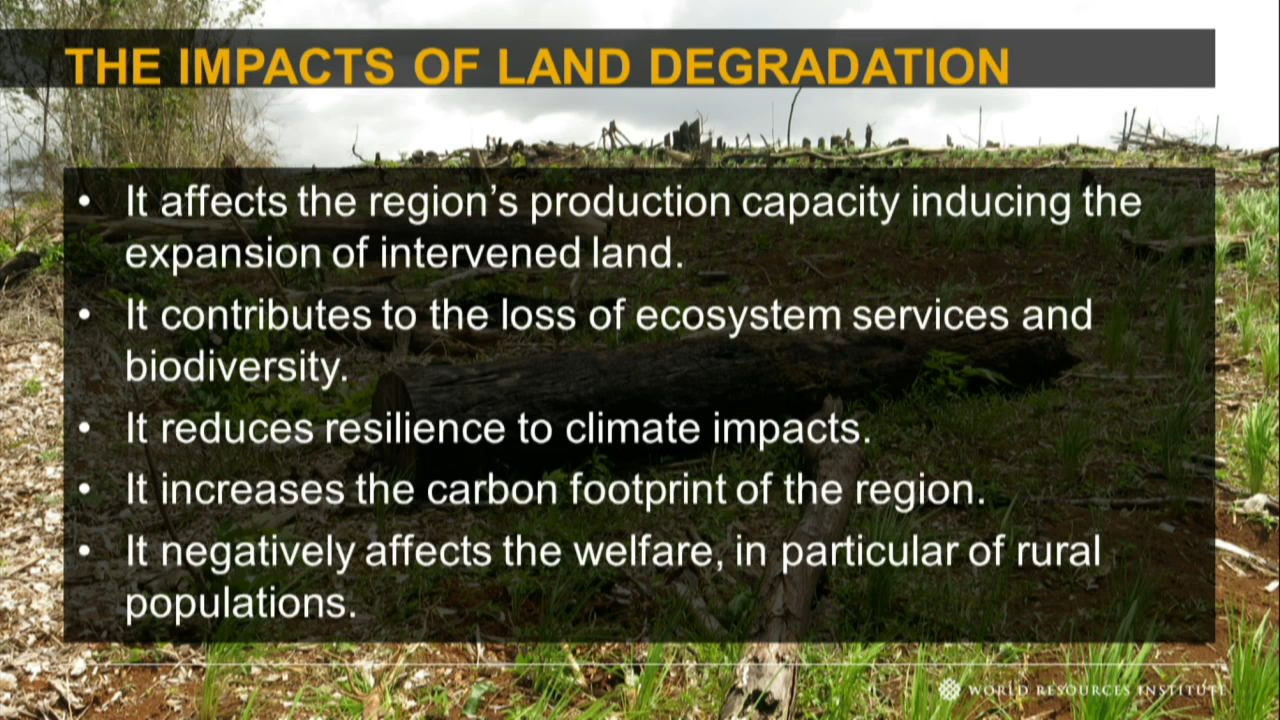 THE IMPACTS OF LAND DEGRADATION
• It affects the region’s production capacity inducing the
expansion of intervened land.
• It contributes to the loss of ecosystem services and
biodiversity.
• It reduces resilience to climate impacts.
• It increases the carbon footprint of the region.
• It negatively affects the welfare, in particular of rural
populations.
WORLD RESOURCES INSTITUTE